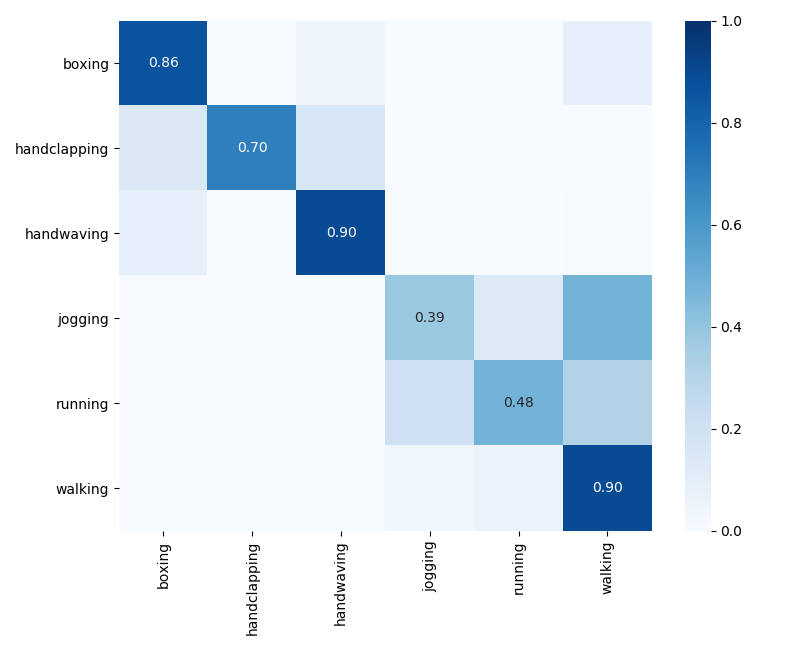 boxing
handclapping
handwaving
jogging
running
walking
0.86
0.70
0.90
0.39
0.48
0.90
boxing
handclapping
handwaving
jogging
running
walking
1.0
0.8
0.6
0.4
0.2
0.0